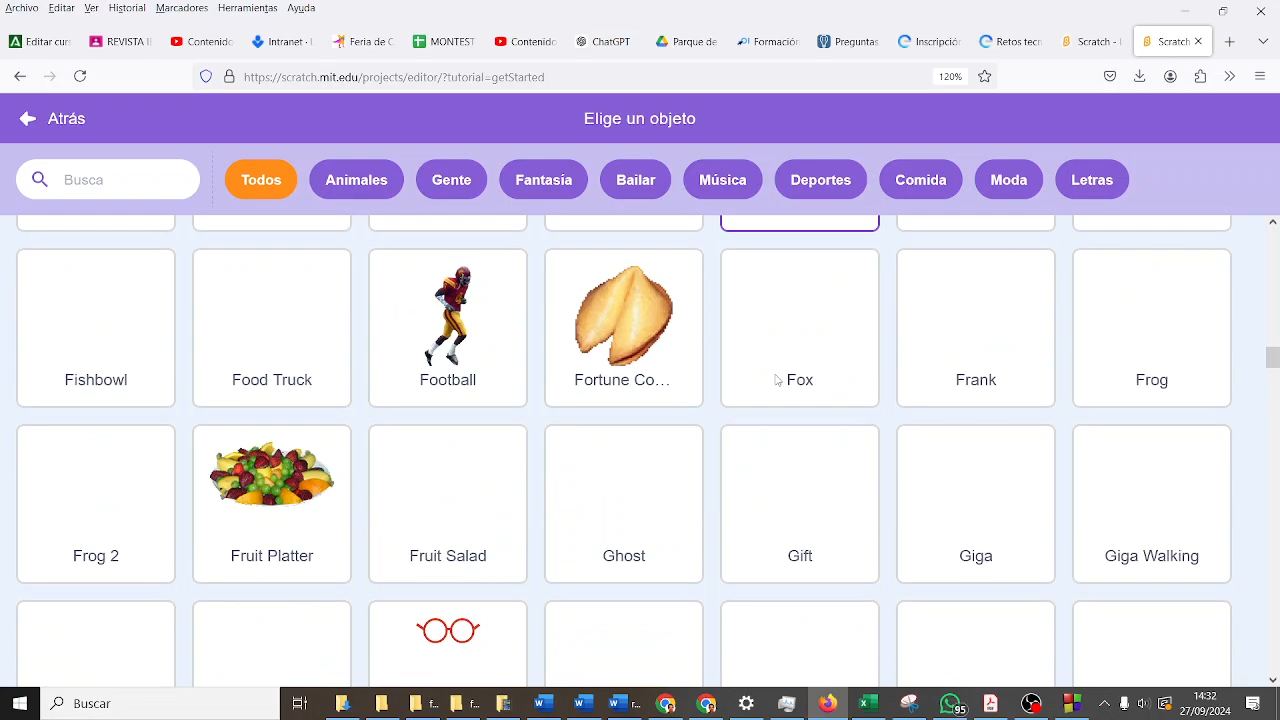 Archivo Editar Ver Historial Marcadores Herramientas Ayuda
Editar cur
REVISTA II
Contenido
Intranet - I
Feria de C
MONTEST
Contenido
ChatGPT
Parque de
Formación
Preguntas
Inscripció
Retos tecn
Scratch
Scratch
https://scratch.mit.edu/projects/editor/?tutorial=getStarted
120%
Atrás
Elige un objeto
Busca
Todos
Animales
Gente
Fantasía
Bailar
Música
Deportes
Comida
Moda
Letras
Fishbowl
Food Truck
Football
Fortune Co...
Fox
Frank
Frog
Frog 2
Fruit Platter
Fruit Salad
Ghost
Gift
Giga
Giga Walking
Buscar
95
14:32
27/09/2024